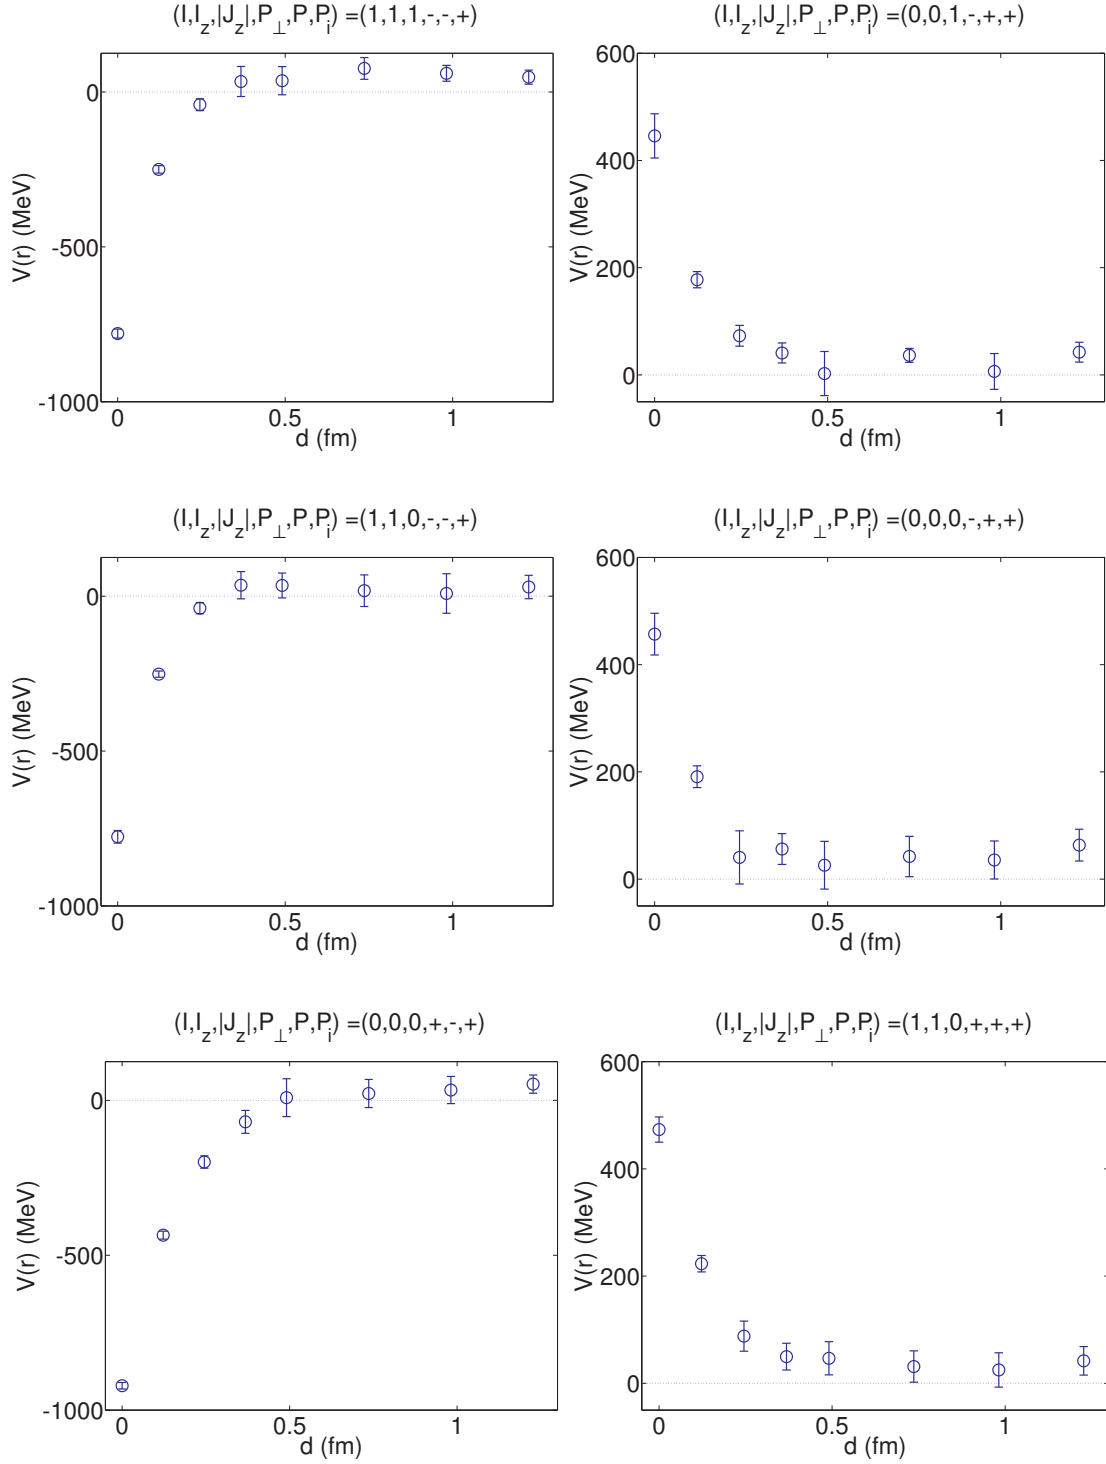 (I,I_z,|J_z|,P_⊥,P,P_i) =(1,1,1,-,-,+)
0
-500
-1000
V(r) (MeV)
0 0.5 1
d (fm)
(I,I_z,|J_z|,P_⊥,P,P_i) =(0,0,1,-,+,+)
600
400
200
0
V(r) (MeV)
0 0.5 1
d (fm)
(I,I_z,|J_z|,P_⊥,P,P_i) =(1,1,0,-,-,+)
0
-500
-1000
V(r) (MeV)
0 0.5 1
d (fm)
(I,I_z,|J_z|,P_⊥,P,P_i) =(0,0,0,-,+,+)
600
400
200
0
V(r) (MeV)
0 0.5 1
d (fm)
(I,I_z,|J_z|,P_⊥,P,P_i) =(0,0,0,+,-,+)
0
-500
-1000
V(r) (MeV)
0 0.5 1
d (fm)
(I,I_z,|J_z|,P_⊥,P,P_i) =(1,1,0,+,+,+)
600
400
200
0
V(r) (MeV)
0 0.5 1
d (fm)